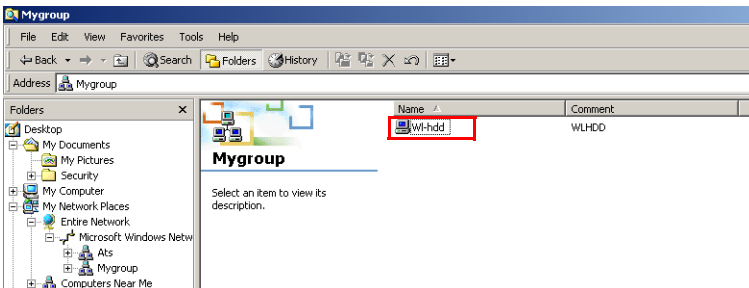 Mygroup
File Edit View Favorites Tools Help
Back Search Folders History
Address Mygroup
Folders x
Desktop
My Documents
My Pictures
Security
My Computer
My Network Places
Entire Network
Microsoft Windows Netw
Ats
Mygroup
Computers Near Me
Mygroup
Select an item to view its
description.
Name Comment
Wl-hdd WLHDD